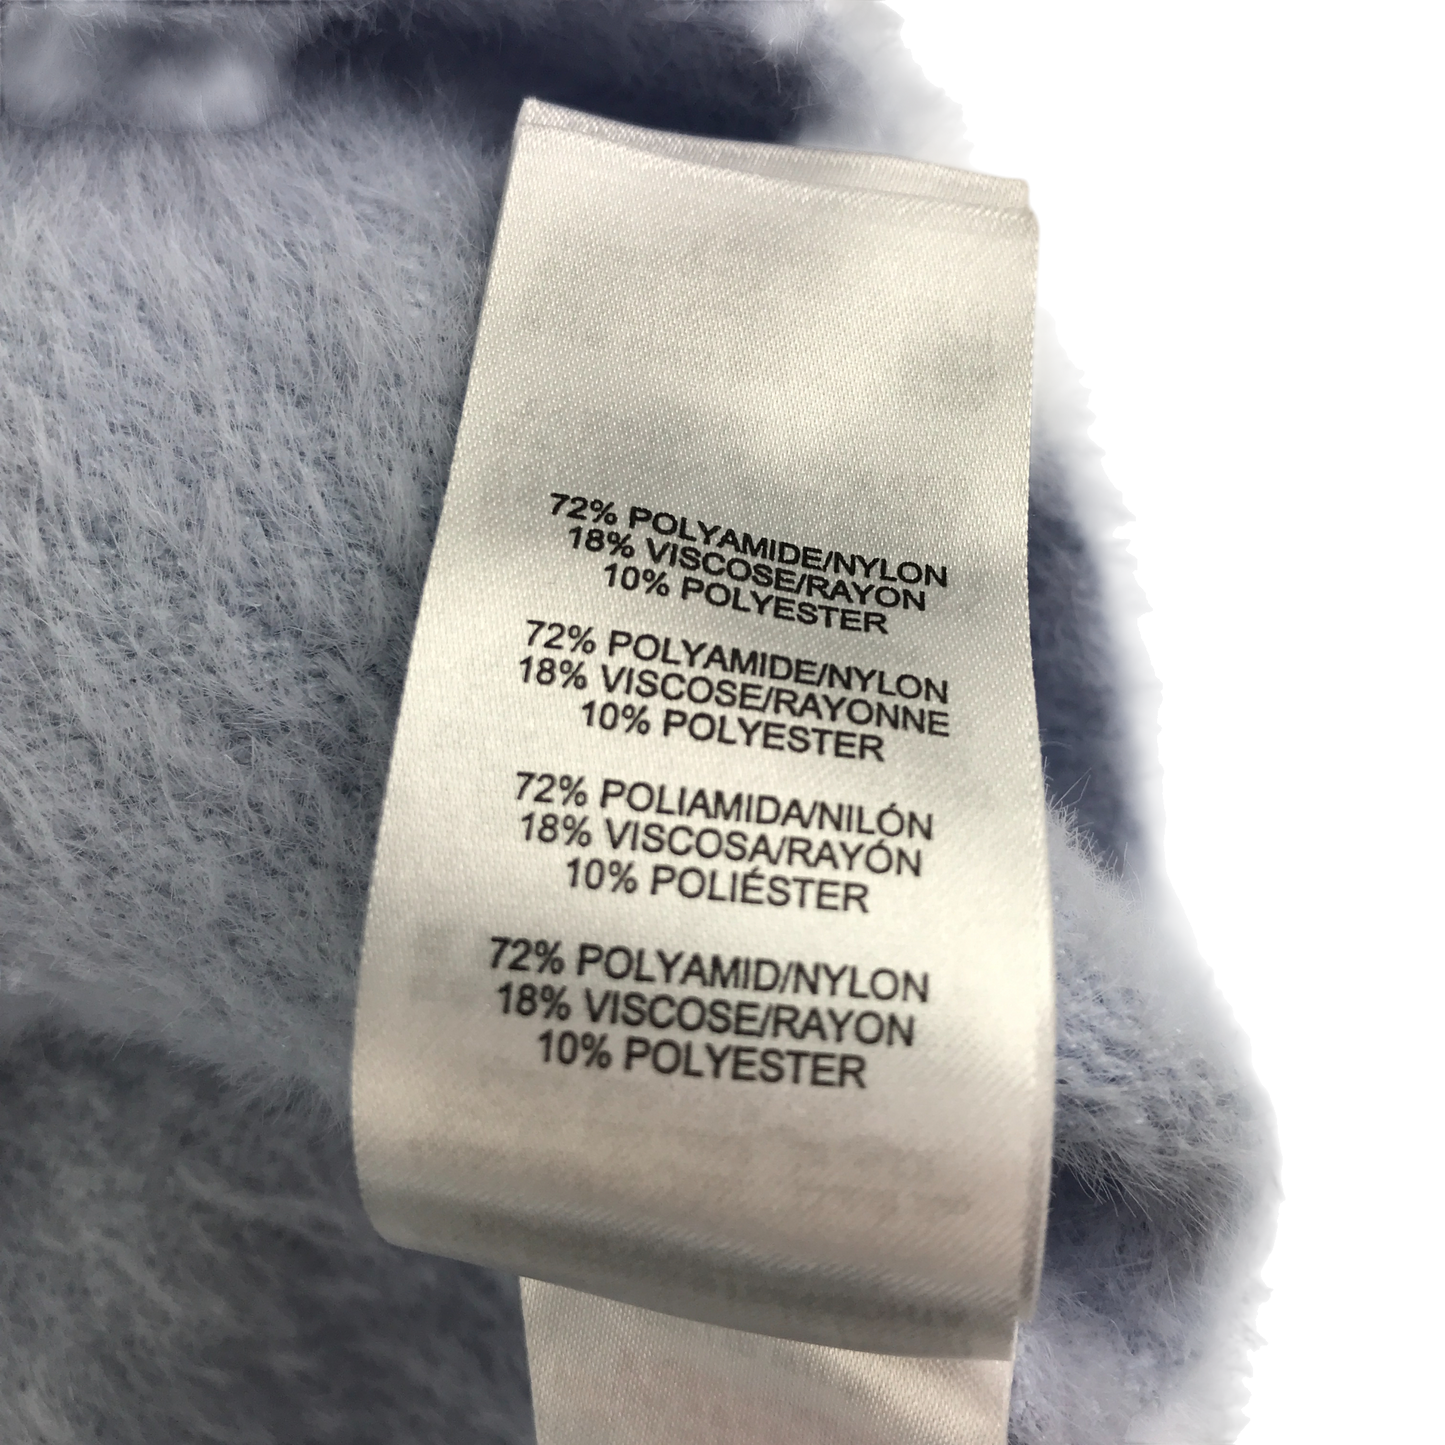 72% POLYAMIDE/NYLON
18% VISCOSE/RAYON
10% POLYESTER
72% POLYAMIDE/NYLON
18% VISCOSE/RAYONNE
10% POLYESTER
72% POLIAMIDA/NILÓN
18% VISCOSA/RAYÓN
10% POLIÉSTER
72% POLYAMID/NYLON
18% VISCOSE/RAYON
10% POLYESTER